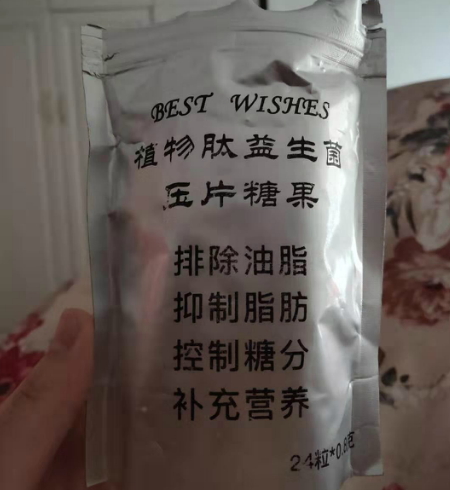 BEST WISHES
植物肽益生菌
压片糖果
排除油脂
抑制脂肪
控制糖分
补充营养
24粒*0.6克